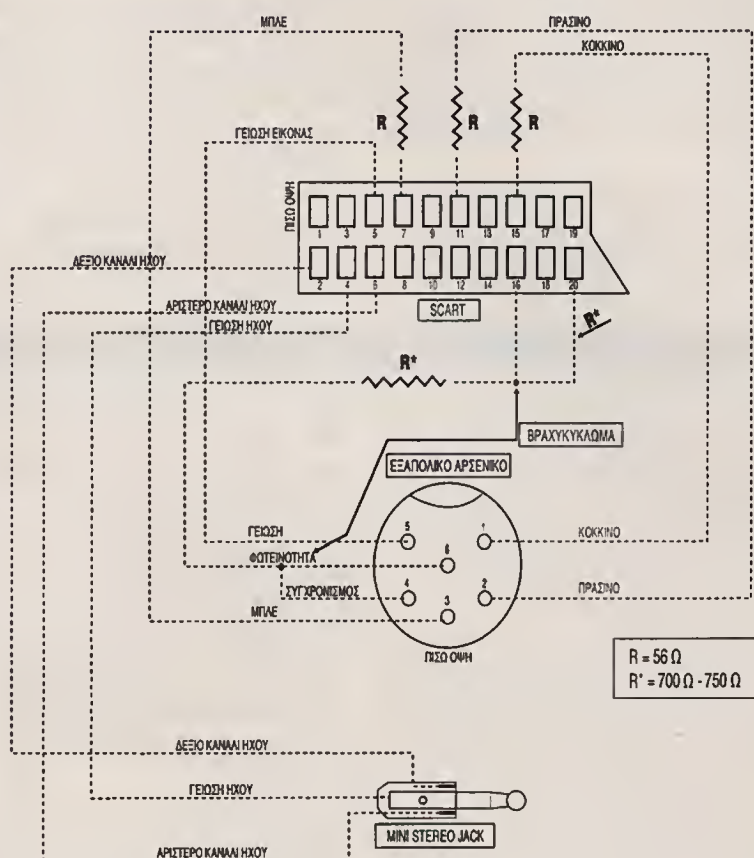 ΜΠΛΕ
ΠΡΑΣΙΝΟ
ΚΟΚΚΙΝΟ
R
R
R
ΓΕΙΩΣΗ ΕΙΚΟΝΑΣ
ΠΙΣΩ ΟΨΗ
1 3 5 7 9 11 13 15 17 19
ΔΕΞΙΟ ΚΑΝΑΛΙ ΗΧΟΥ
2 4 6 8 10 12 14 16 18 20
ΑΡΙΣΤΕΡΟ ΚΑΝΑΛΙ ΗΧΟΥ
SCART
ΓΕΙΩΣΗ ΗΧΟΥ
R*
R*
ΒΡΑΧΥΚΥΚΛΩΜΑ
ΕΞΑΠΟΛΙΚΟ ΑΡΣΕΝΙΚΟ
ΓΕΙΩΣΗ
5
1
ΚΟΚΚΙΝΟ
ΦΩΤΕΙΝΟΤΗΤΑ
6
ΣΥΓΧΡΟΝΙΣΜΟΣ
4
2
ΠΡΑΣΙΝΟ
ΜΠΛΕ
3
ΠΙΣΩ ΟΨΗ
R = 56 Ω
R* = 700 Ω - 750 Ω
ΔΕΞΙΟ ΚΑΝΑΛΙ ΗΧΟΥ
ΓΕΙΩΣΗ ΗΧΟΥ
MINI STEREO JACK
ΑΡΙΣΤΕΡΟ ΚΑΝΑΛΙ ΗΧΟΥ